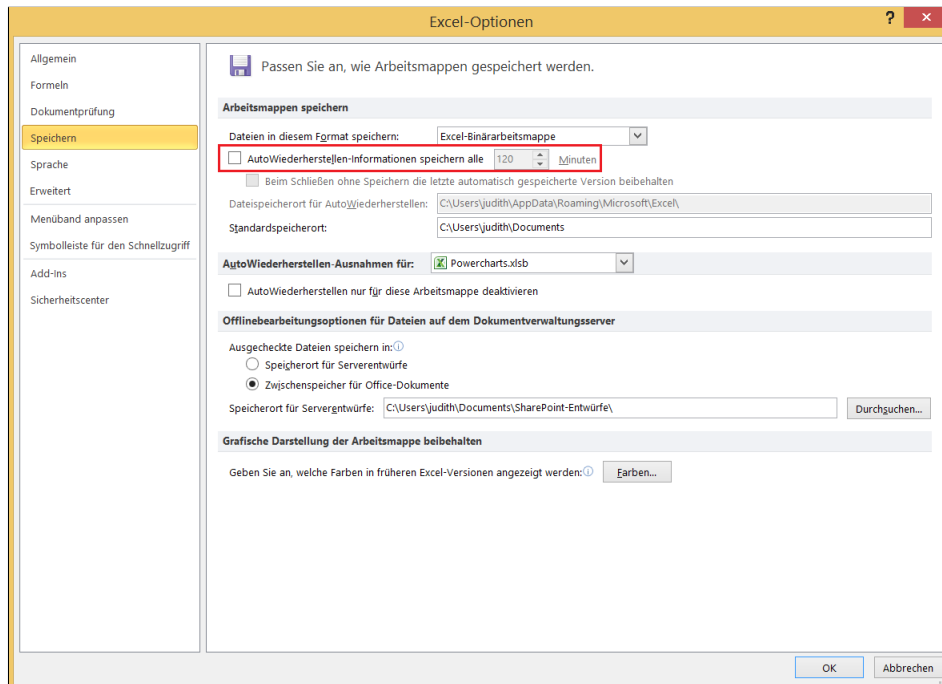 Excel-Optionen
? ×
Allgemein
Formeln
Dokumentprüfung
Speichern
Sprache
Erweitert
Menüband anpassen
Symbolleiste für den Schnellzugriff
Add-Ins
Sicherheitscenter
Passen Sie an, wie Arbeitsmappen gespeichert werden.
Arbeitsmappen speichern
Dateien in diesem Format speichern: Excel-Binärarbeitsmappe
AutoWiederherstellen-Informationen speichern alle 120 Minuten
Beim Schließen ohne Speichern die letzte automatisch gespeicherte Version beibehalten
Dateispeicherort für AutoWiederherstellen: C:\Users\judith\AppData\Roaming\Microsoft\Excel\
Standardspeicherort: C:\Users\judith\Documents
AutoWiederherstellen-Ausnahmen für: Powercharts.xlsb
AutoWiederherstellen nur für diese Arbeitsmappe deaktivieren
Offlinebearbeitungsoptionen für Dateien auf dem Dokumentverwaltungsserver
Ausgecheckte Dateien speichern in:
Speicherort für Serverentwürfe
Zwischenspeicher für Office-Dokumente
Speicherort für Serverentwürfe: C:\Users\judith\Documents\SharePoint-Entwürfe\ Durchsuchen...
Grafische Darstellung der Arbeitsmappe beibehalten
Geben Sie an, welche Farben in früheren Excel-Versionen angezeigt werden: Farben...
OK Abbrechen